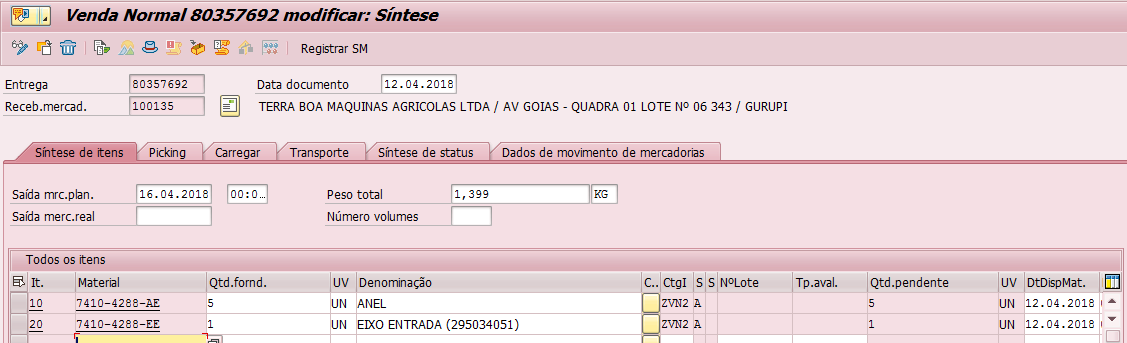 Venda Normal 80357692 modificar: Síntese
Registrar SM
Entrega 80357692 Data documento 12.04.2018
Receb.mercad. 100135 TERRA BOA MAQUINAS AGRICOLAS LTDA / AV GOIAS - QUADRA 01 LOTE Nº 06 343 / GURUPI
Síntese de itens Picking Carregar Transporte Síntese de status Dados de movimento de mercadorias
Saída mrc.plan. 16.04.2018 00:0… Peso total 1,399 KG
Saída merc.real Número volumes
Todos os itens
It. Material Qtd.fornd. UV Denominação C.. CtgI S S NºLote Tp.aval. Qtd.pendente UV DtDispMat.
10 7410-4288-AE 5 UN ANEL ZVN2 A 5 UN 12.04.2018
20 7410-4288-EE 1 UN EIXO ENTRADA (295034051) ZVN2 A 1 UN 12.04.2018